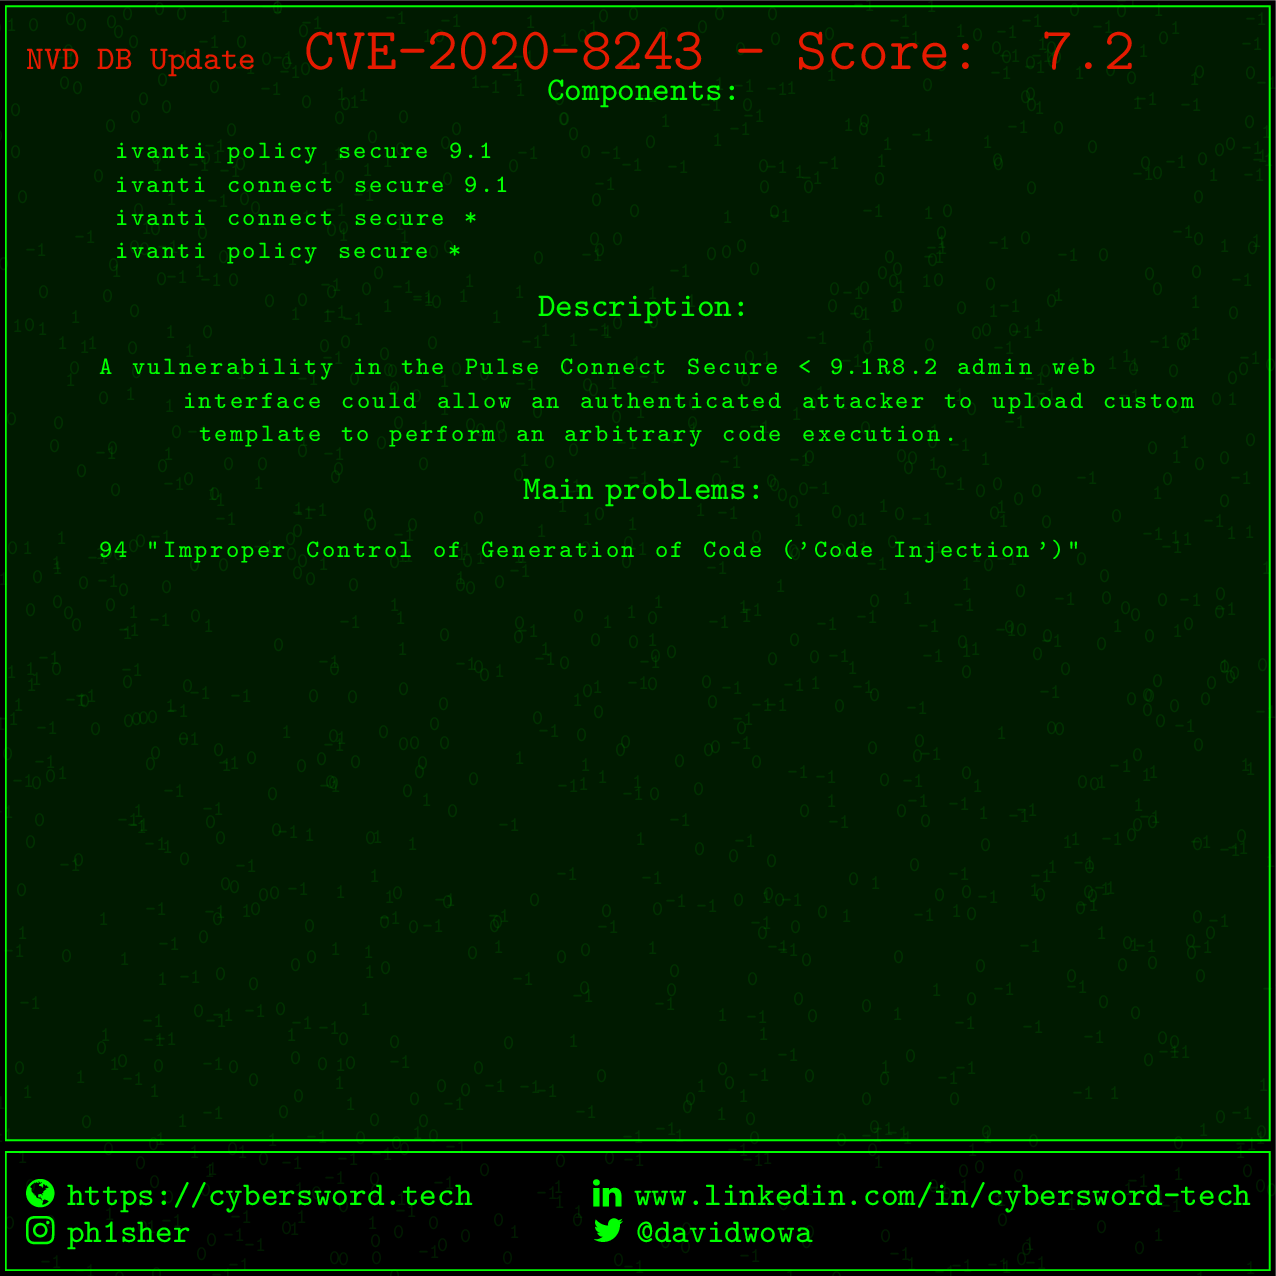 NVD DB Update CVE-2020-8243 - Score: 7.2
Components:
ivanti policy secure 9.1
ivanti connect secure 9.1
ivanti connect secure *
ivanti policy secure *
Description:
A vulnerability in the Pulse Connect Secure < 9.1R8.2 admin web
interface could allow an authenticated attacker to upload custom
template to perform an arbitrary code execution.
Main problems:
94 "Improper Control of Generation of Code ('Code Injection')"
https://cybersword.tech
www.linkedin.com/in/cybersword-tech
ph1sher
@davidwowa